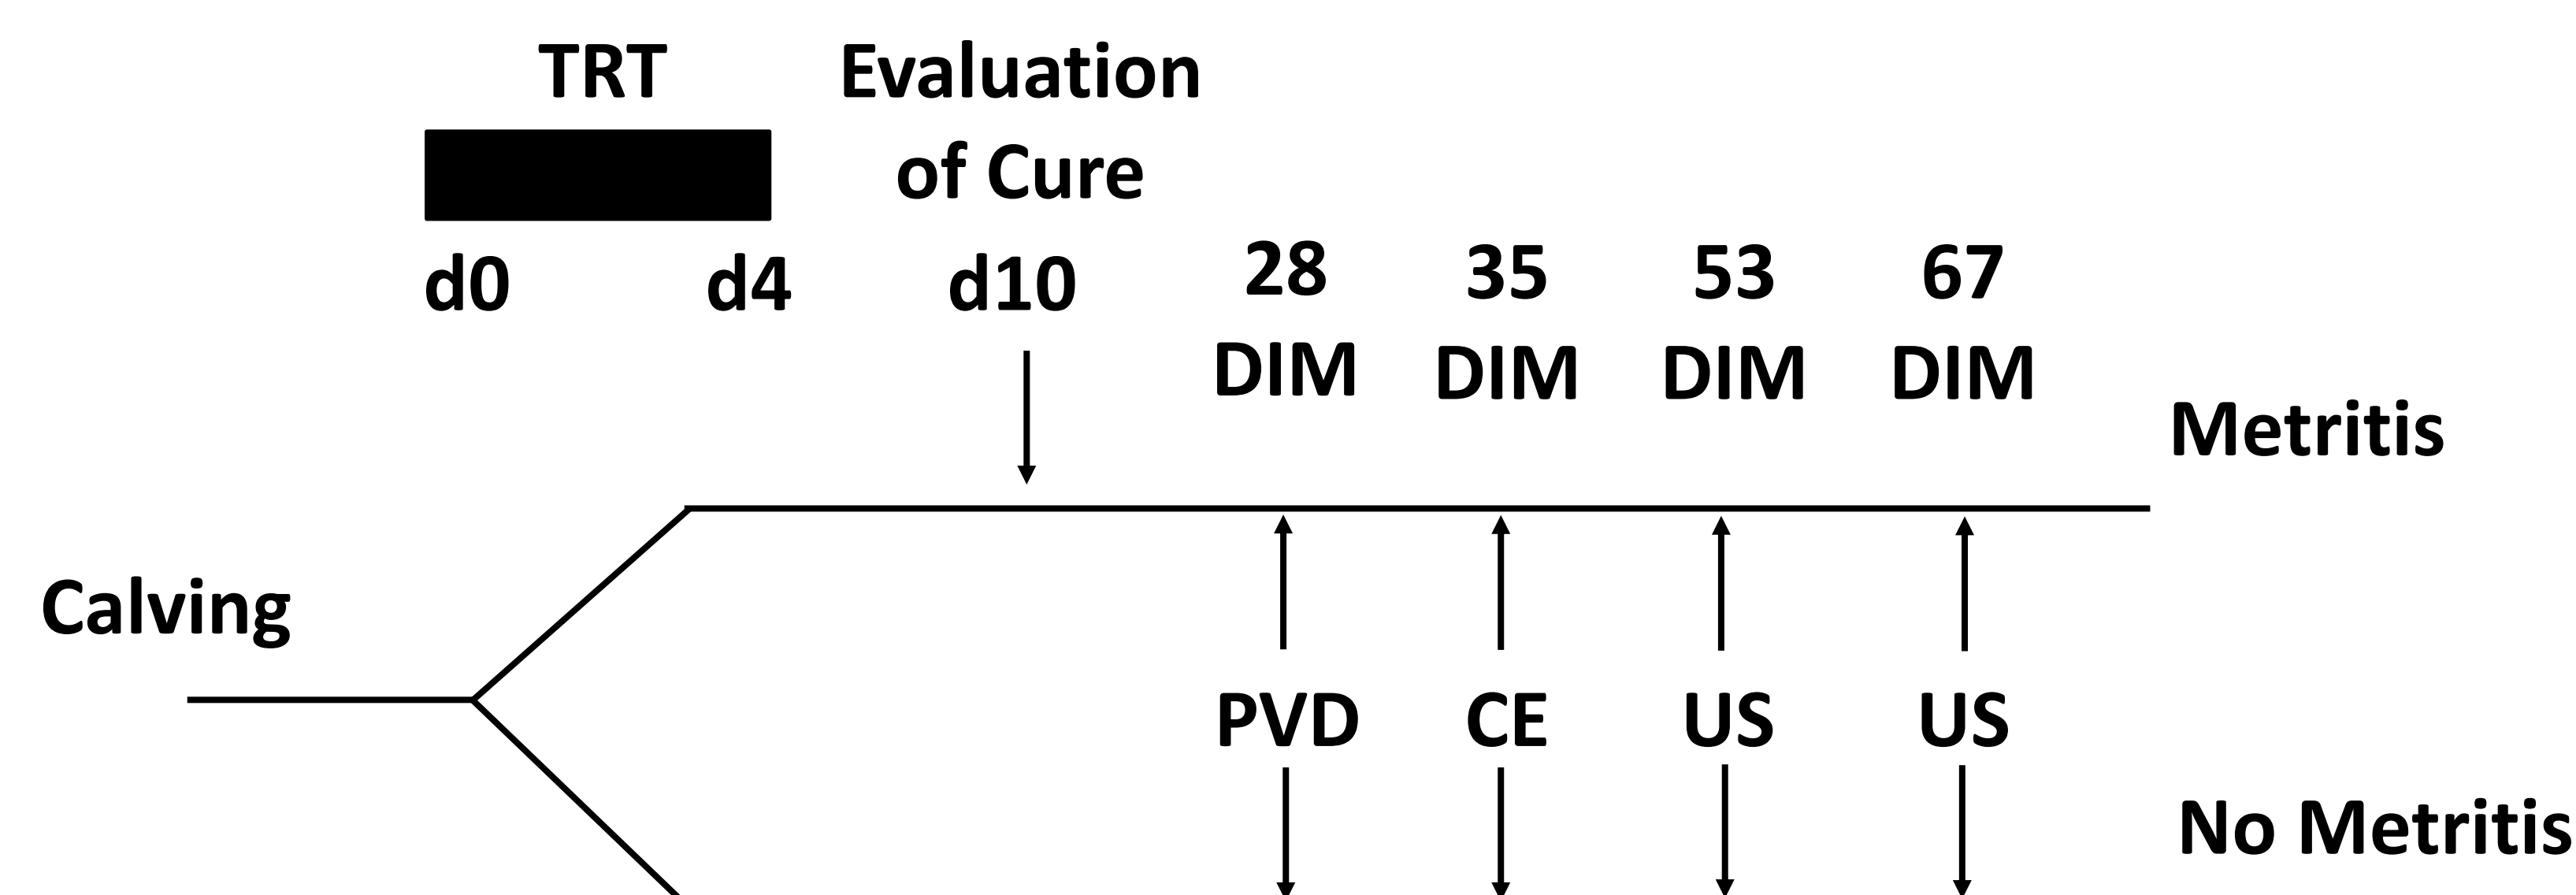 TRT
Evaluation
of Cure
d0 d4 d10
28 35 53 67
DIM DIM DIM DIM
Metritis
Calving
PVD CE US US
No Metritis